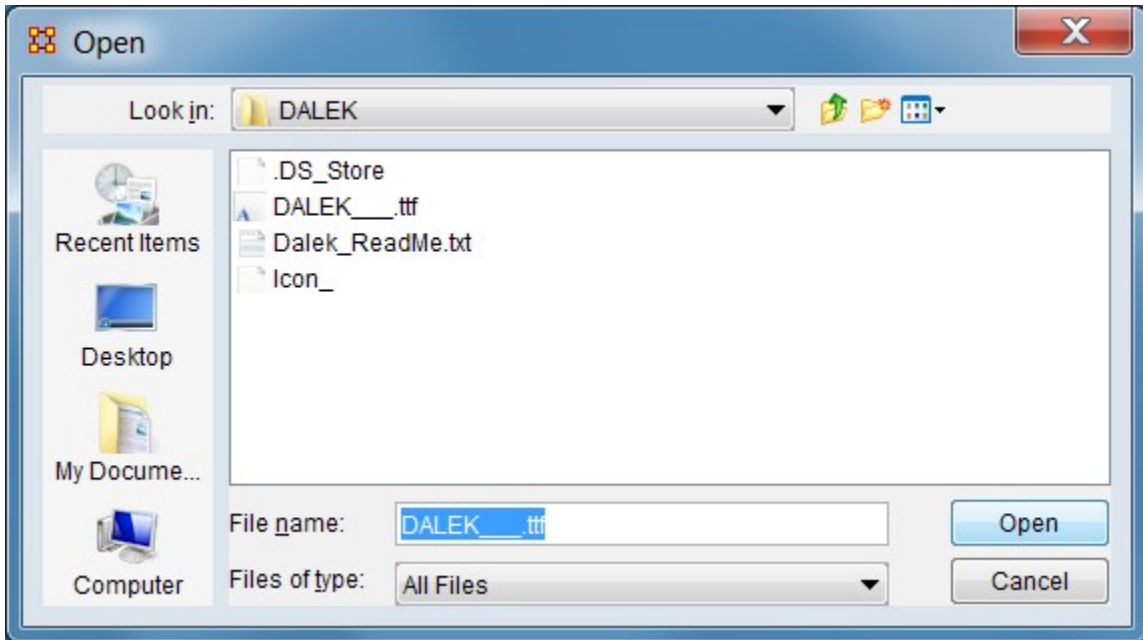 Open
Look in: DALEK
.DS_Store
DALEK___.ttf
Dalek_ReadMe.txt
Icon_
Recent Items
Desktop
My Docume...
Computer
File name: DALEK___.ttf
Open
Files of type: All Files
Cancel